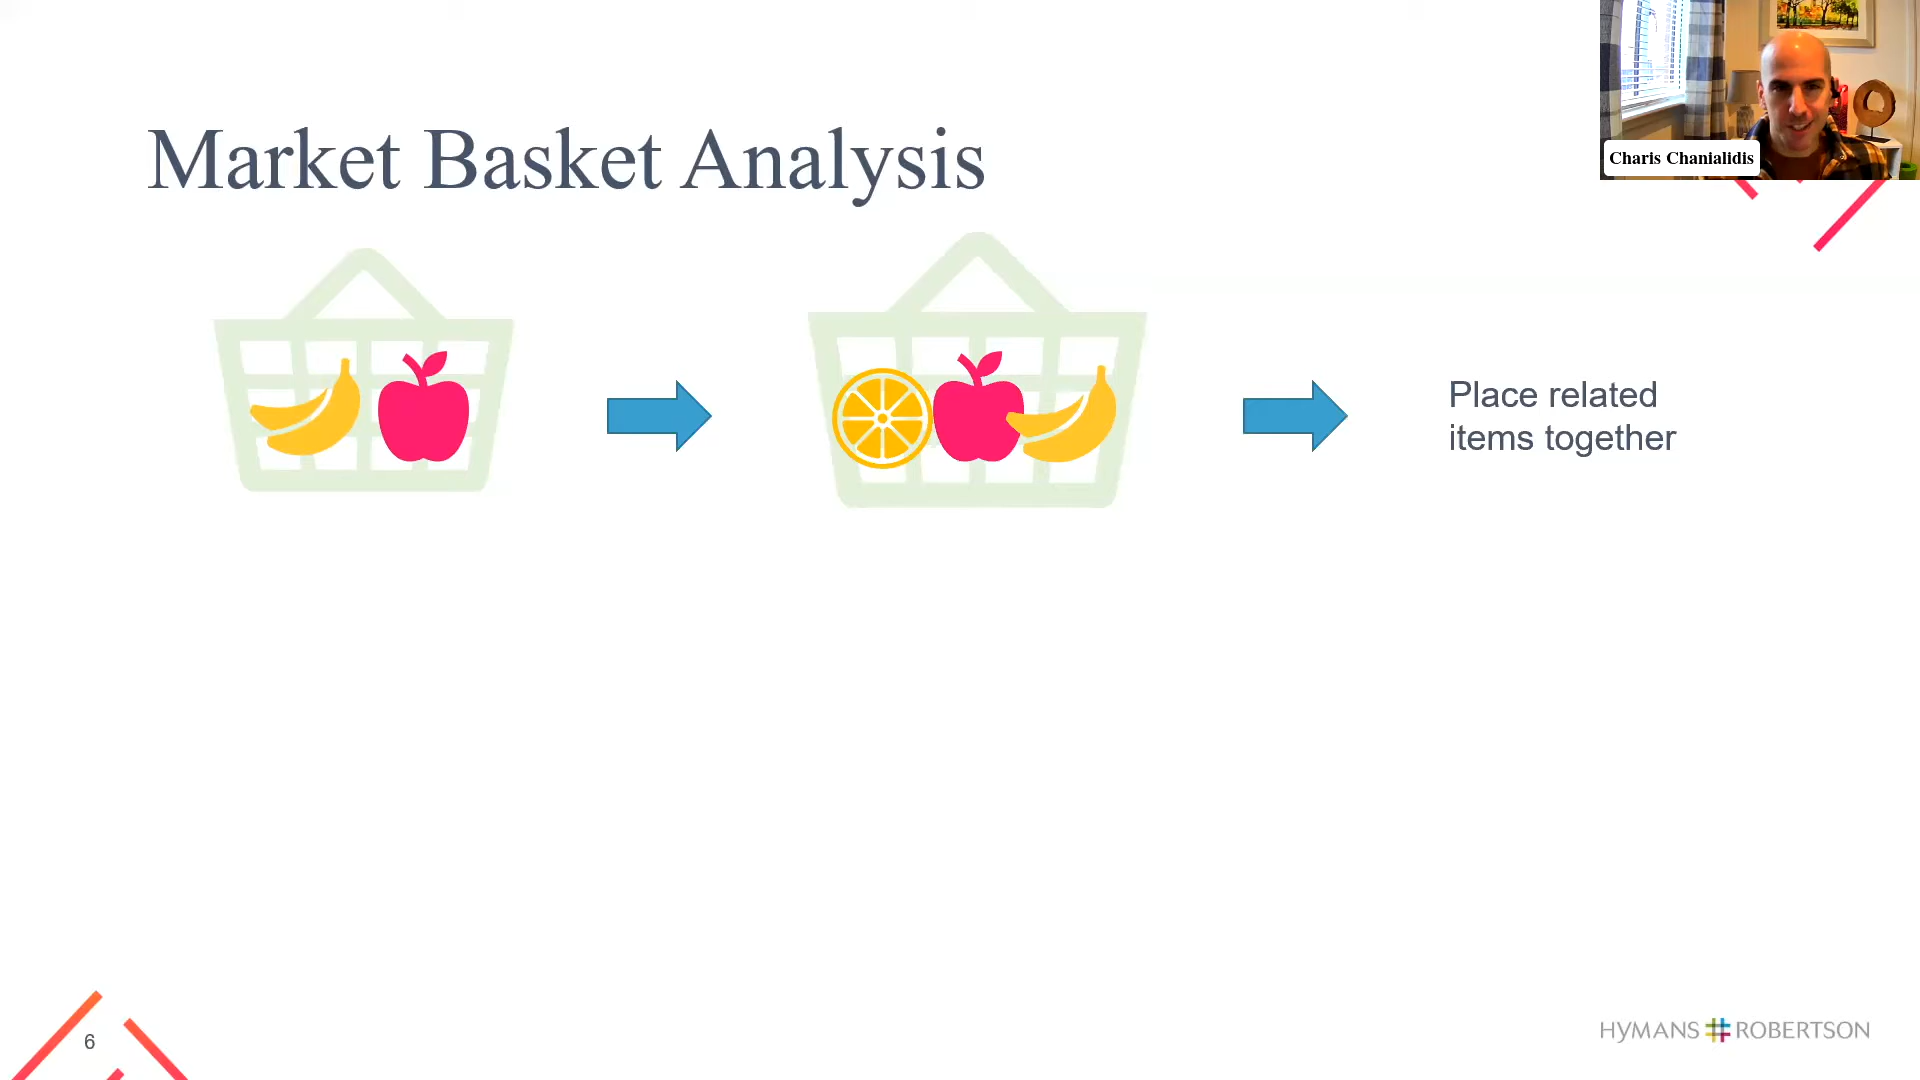 Charis Chanialidis
Market Basket Analysis
Place related
items together
6
HYMANS ROBERTSON